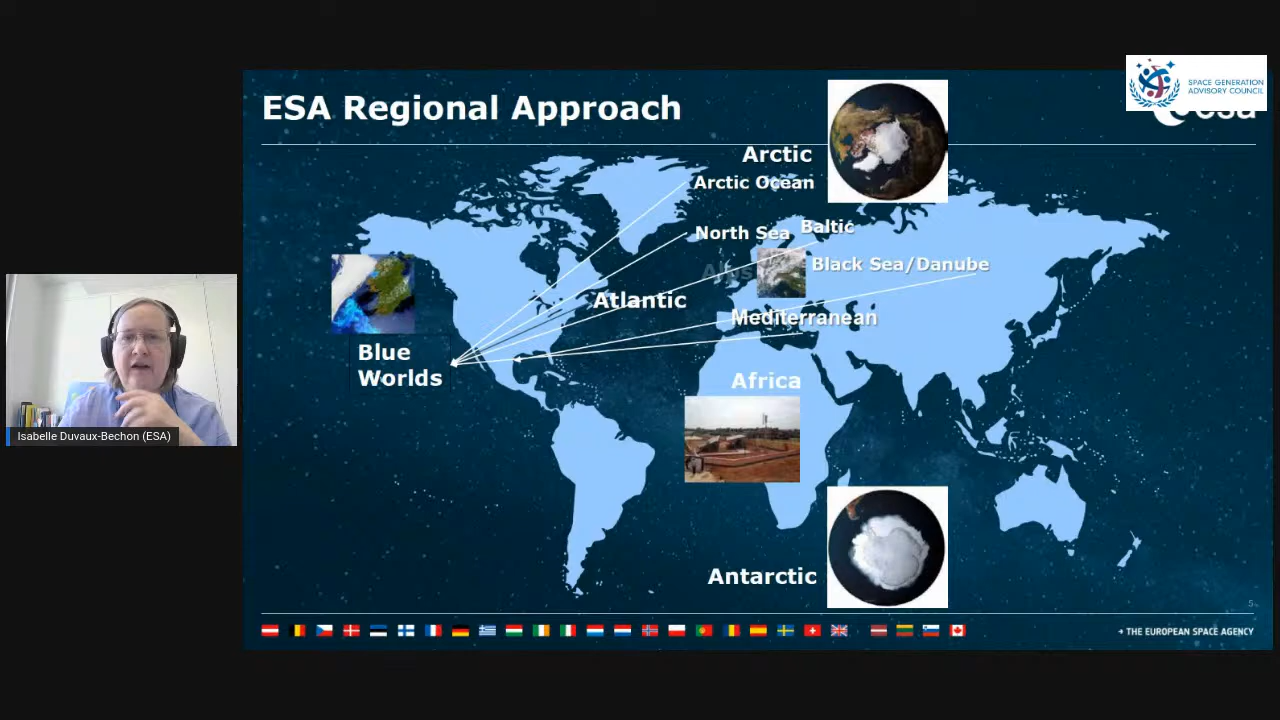 ESA Regional Approach
SPACE GENERATION
ADVISORY COUNCIL
esa
Arctic
Arctic Ocean
North Sea
Baltic
Black Sea/Danube
Atlantic
Mediterranean
Blue
Worlds
Africa
Isabelle Duvaux-Bechon (ESA)
Antarctic
5
→ THE EUROPEAN SPACE AGENCY